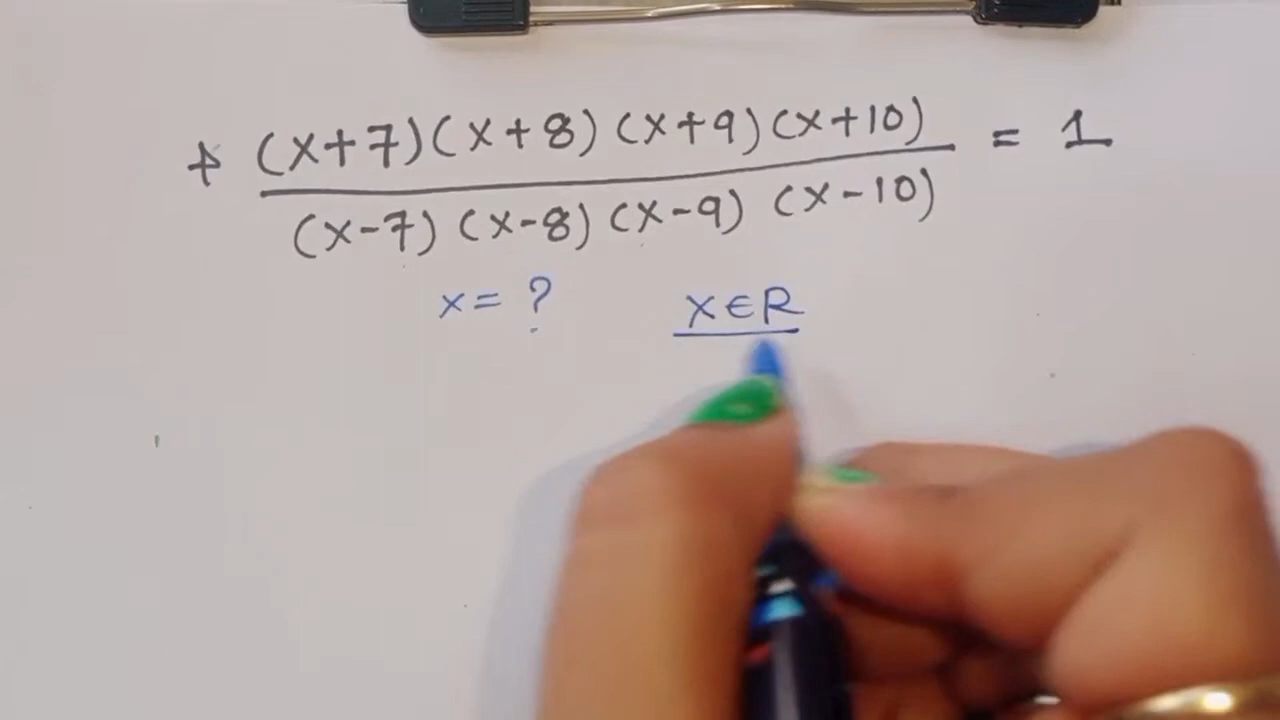 + (x+7)(x+8)(x+9)(x+10) = 1
(x-7)(x-8)(x-9)(x-10)
x = ? x∈R